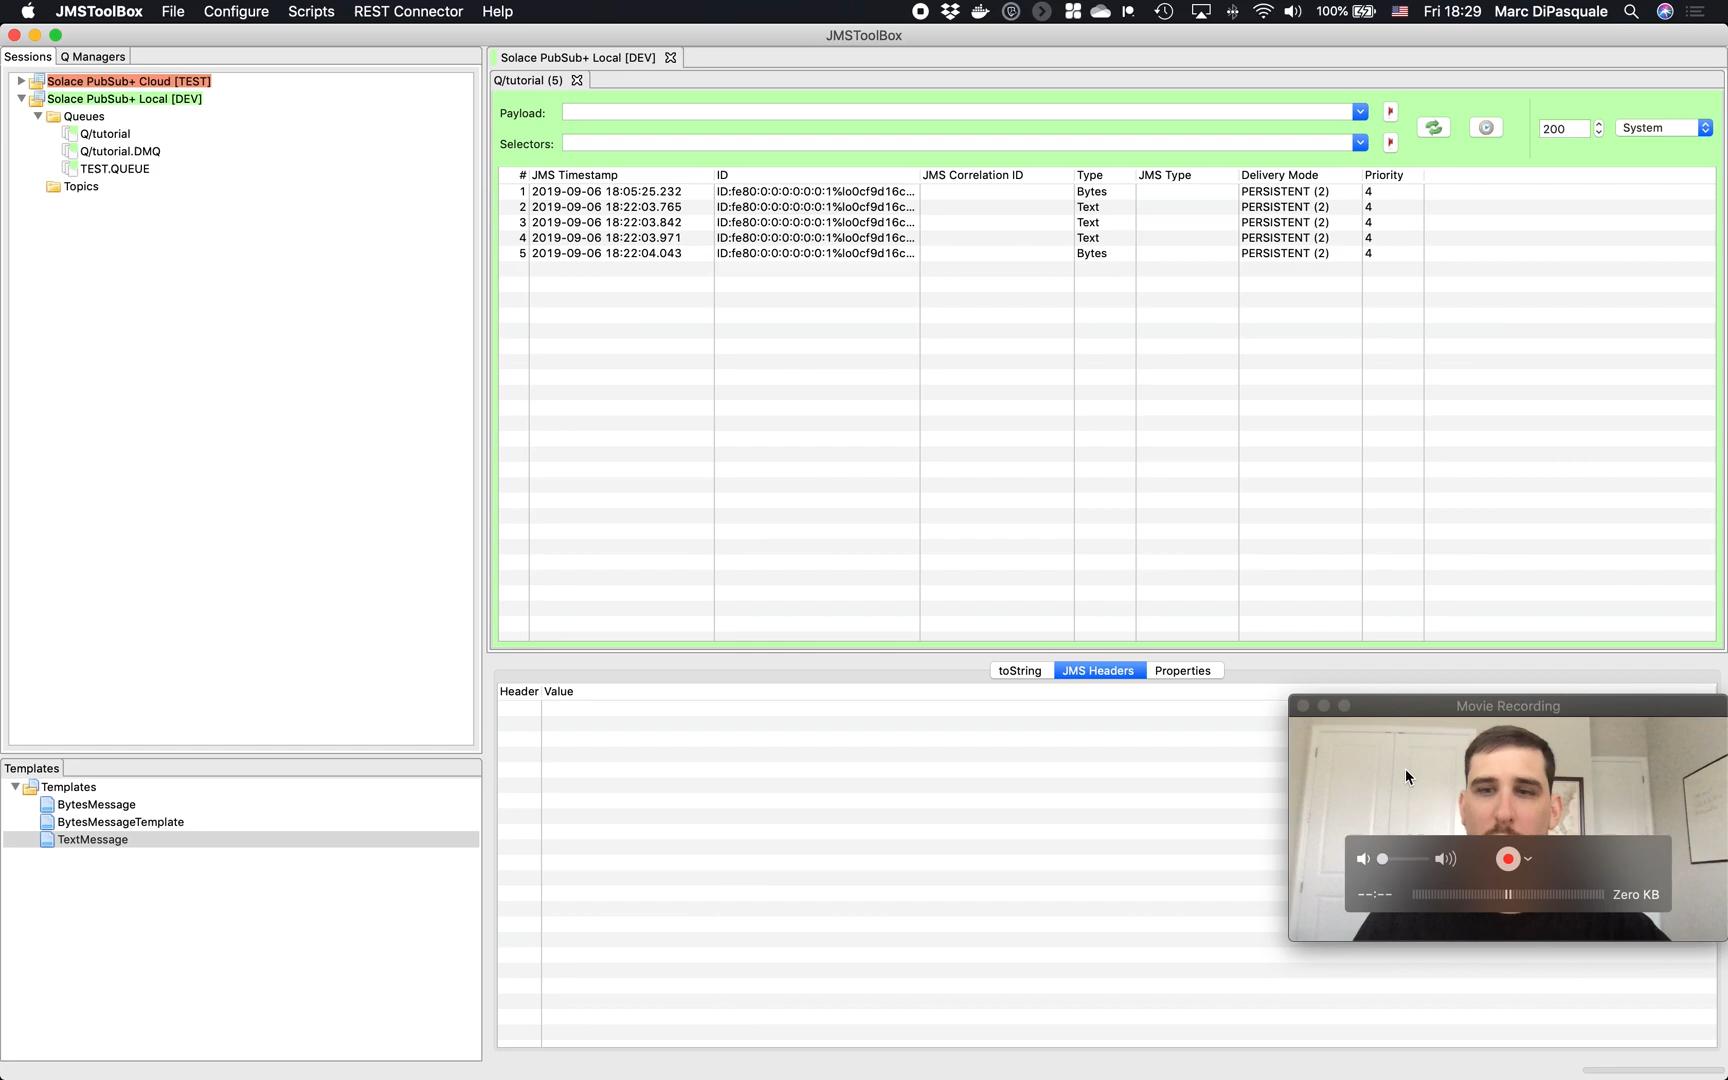 JMSToolBox File Configure Scripts REST Connector Help 100% Fri 18:29 Marc DiPasquale
JMSToolBox
Sessions Q Managers
Solace PubSub+ Cloud [TEST]
Solace PubSub+ Local [DEV]
Queues
Q/tutorial
Q/tutorial.DMQ
TEST.QUEUE
Topics
Solace PubSub+ Local [DEV]
Q/tutorial (5)
Payload:
Selectors:
200 System
# JMS Timestamp ID JMS Correlation ID Type JMS Type Delivery Mode Priority
1 2019-09-06 18:05:25.232 ID:fe80:0:0:0:0:0:0:1%lo0cf9d16c... Bytes PERSISTENT (2) 4
2 2019-09-06 18:22:03.765 ID:fe80:0:0:0:0:0:0:1%lo0cf9d16c... Text PERSISTENT (2) 4
3 2019-09-06 18:22:03.842 ID:fe80:0:0:0:0:0:0:1%lo0cf9d16c... Text PERSISTENT (2) 4
4 2019-09-06 18:22:03.971 ID:fe80:0:0:0:0:0:0:1%lo0cf9d16c... Text PERSISTENT (2) 4
5 2019-09-06 18:22:04.043 ID:fe80:0:0:0:0:0:0:1%lo0cf9d16c... Bytes PERSISTENT (2) 4
toString JMS Headers Properties
Header Value
Movie Recording
--:-- Zero KB
Templates
Templates
BytesMessage
BytesMessageTemplate
TextMessage